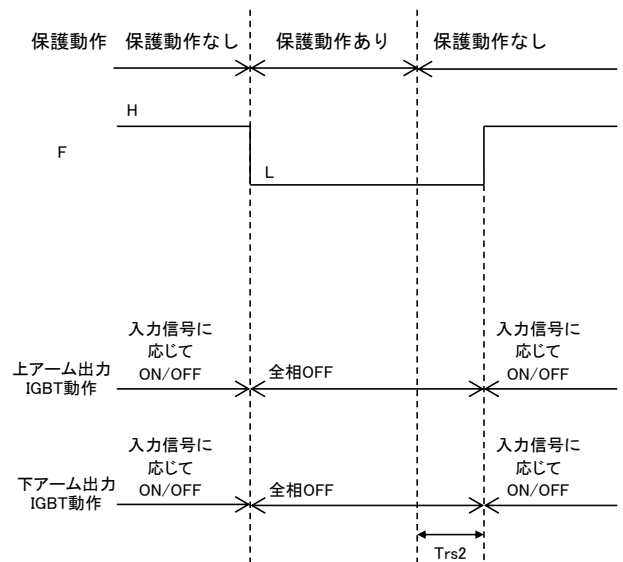 保護動作 保護動作なし 保護動作あり 保護動作なし
H
F
L
入力信号に
応じて
ON/OFF
入力信号に
応じて
ON/OFF
上アーム出力
IGBT動作
全相OFF
入力信号に
応じて
ON/OFF
入力信号に
応じて
ON/OFF
下アーム出力
IGBT動作
全相OFF
Trs2